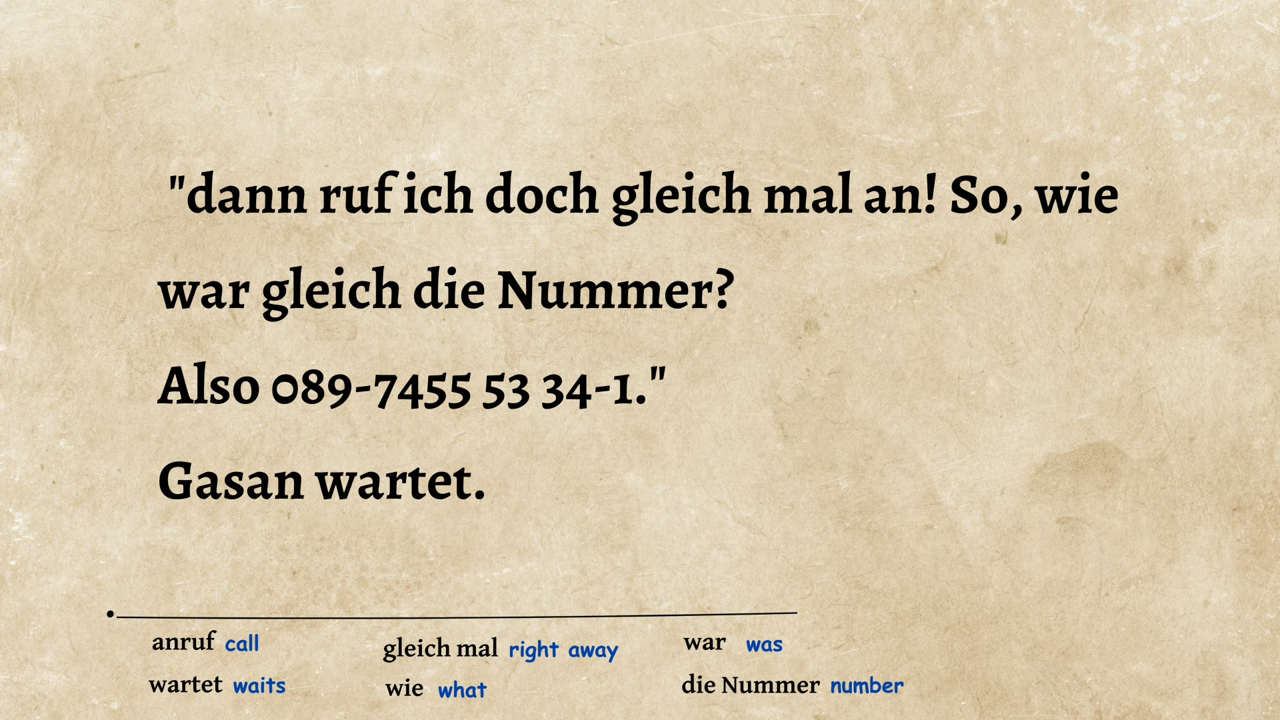 "dann ruf ich doch gleich mal an! So, wie
war gleich die Nummer?
Also 089-7455 53 34-1."
Gasan wartet.
anruf call gleich mal right away war was
wartet waits wie what die Nummer number